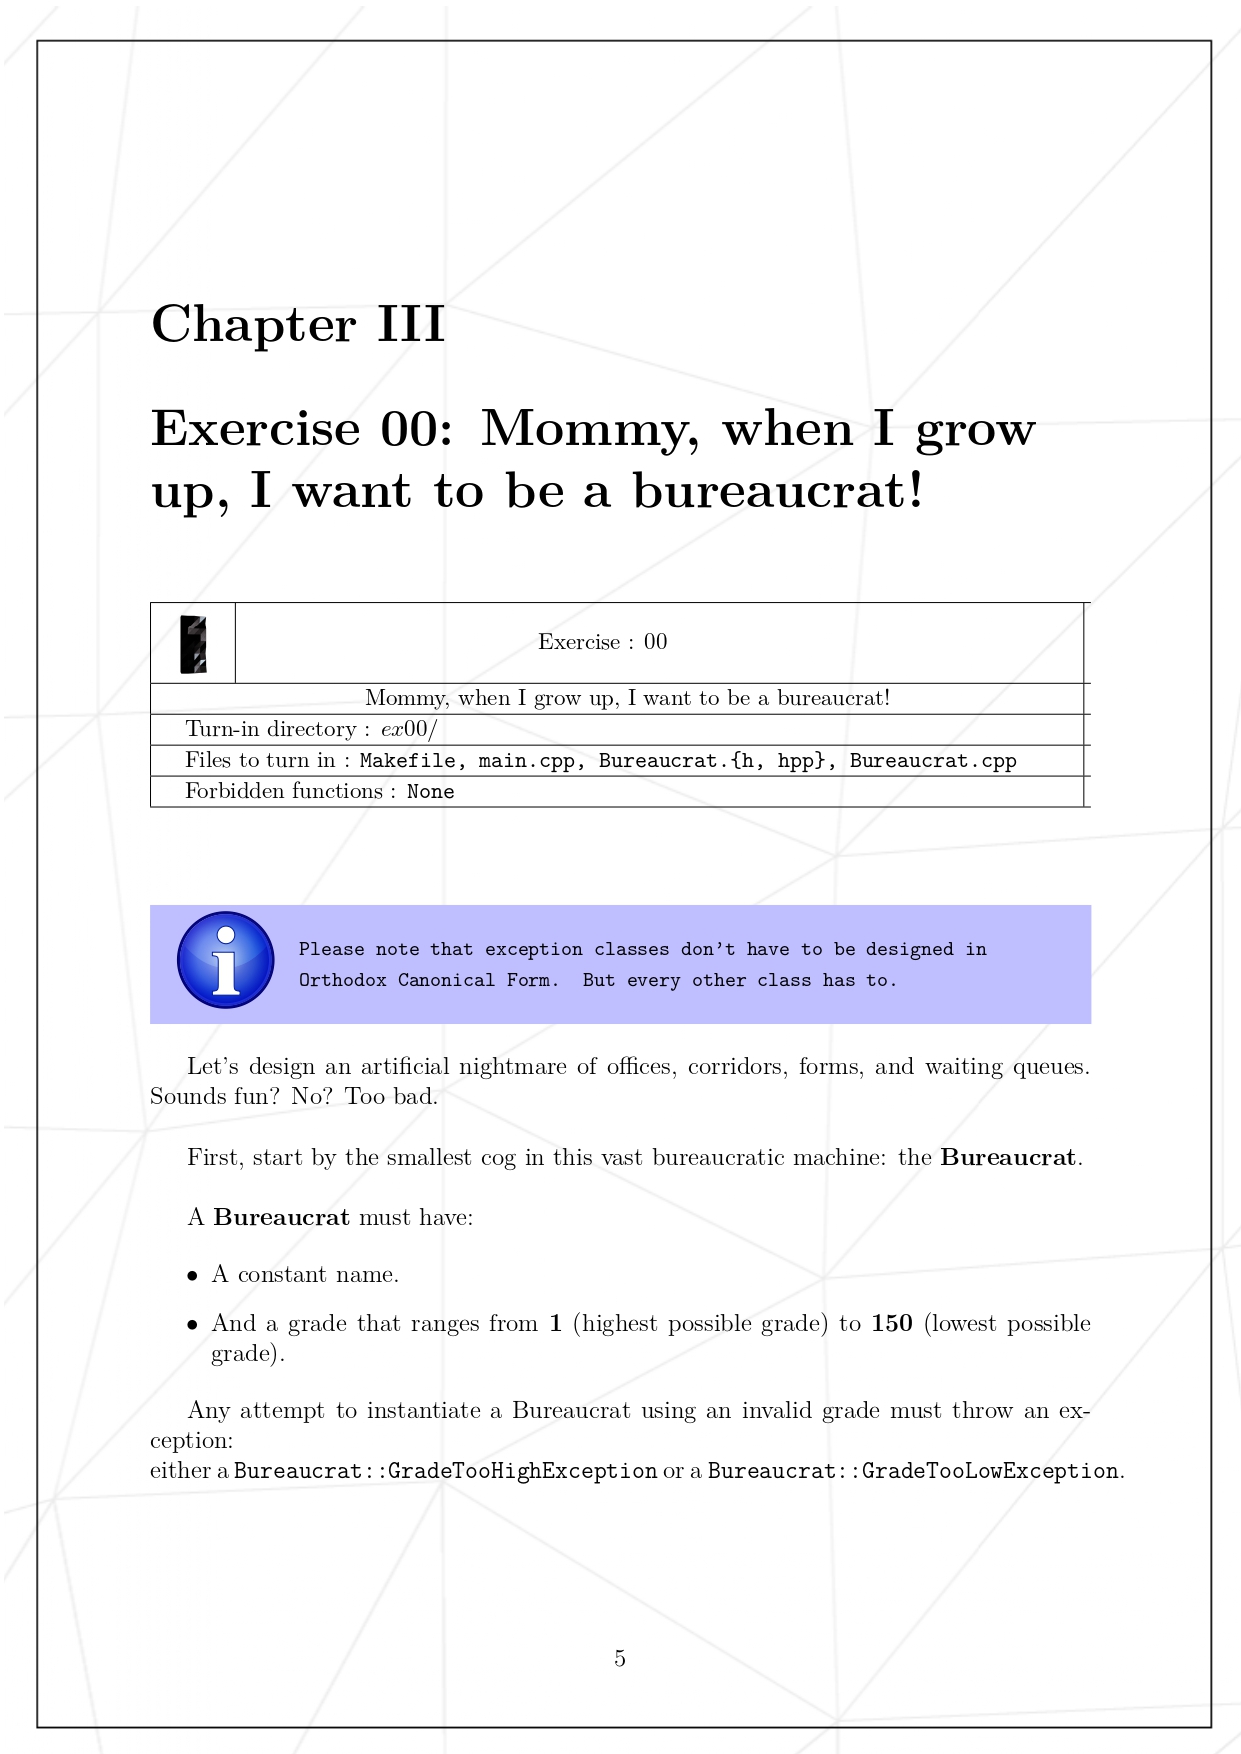 Chapter III
Exercise 00: Mommy, when I grow
up, I want to be a bureaucrat!
Exercise : 00
Mommy, when I grow up, I want to be a bureaucrat!
Turn-in directory : ex00/
Files to turn in : Makefile, main.cpp, Bureaucrat.{h, hpp}, Bureaucrat.cpp
Forbidden functions : None
Please note that exception classes don't have to be designed in
Orthodox Canonical Form. But every other class has to.
Let's design an artificial nightmare of offices, corridors, forms, and waiting queues.
Sounds fun? No? Too bad.
First, start by the smallest cog in this vast bureaucratic machine: the Bureaucrat.
A Bureaucrat must have:
• A constant name.
• And a grade that ranges from 1 (highest possible grade) to 150 (lowest possible
grade).
Any attempt to instantiate a Bureaucrat using an invalid grade must throw an ex-
ception:
either a Bureaucrat::GradeTooHighException or a Bureaucrat::GradeTooLowException.
5